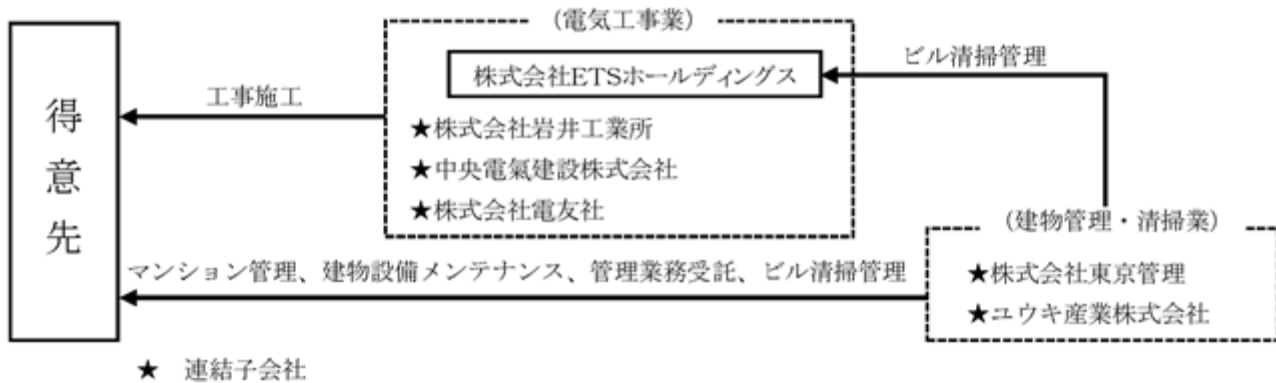 (電気工事業)
株式会社ETSホールディングス
ビル清掃管理
工事施工
得意先
★株式会社岩井工業所
★中央電氣建設株式会社
★株式会社電友社
(建物管理・清掃業)
マンション管理、建物設備メンテナンス、管理業務受託、ビル清掃管理
★株式会社東京管理
★ユウキ産業株式会社
★ 連結子会社